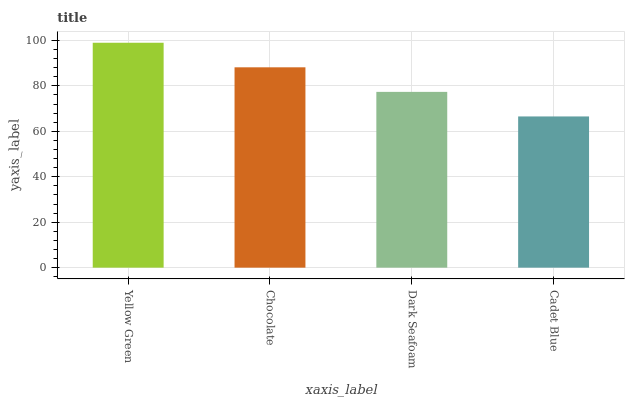 title
yaxis_label
100
80
60
40
20
0
Yellow Green
Chocolate
Dark Seafoam
Cadet Blue
xaxis_label